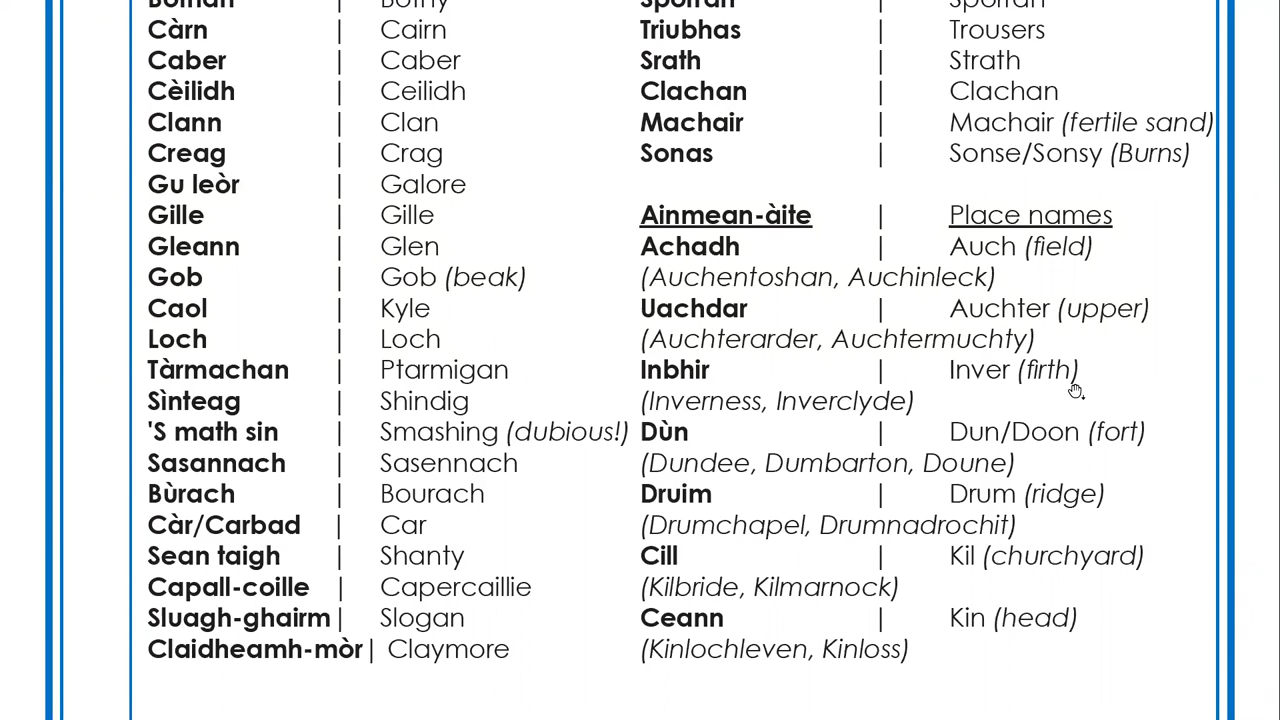 Bothan | Bothy Sporran | Sporran
Càrn | Cairn Triubhas | Trousers
Caber | Caber Srath | Strath
Cèilidh | Ceilidh Clachan | Clachan
Clann | Clan Machair | Machair (fertile sand)
Creag | Crag Sonas | Sonse/Sonsy (Burns)
Gu leòr | Galore
Gille | Gille Ainmean-àite | Place names
Gleann | Glen Achadh | Auch (field)
Gob | Gob (beak) (Auchentoshan, Auchinleck)
Caol | Kyle Uachdar | Auchter (upper)
Loch | Loch (Auchterarder, Auchtermuchty)
Tàrmachan | Ptarmigan Inbhir | Inver (firth)
Sìnteag | Shindig (Inverness, Inverclyde)
'S math sin | Smashing (dubious!) Dùn | Dun/Doon (fort)
Sasannach | Sasennach (Dundee, Dumbarton, Doune)
Bùrach | Bourach Druim | Drum (ridge)
Càr/Carbad | Car (Drumchapel, Drumnadrochit)
Sean taigh | Shanty Cill | Kil (churchyard)
Capall-coille | Capercaillie (Kilbride, Kilmarnock)
Sluagh-ghairm | Slogan Ceann | Kin (head)
Claidheamh-mòr | Claymore (Kinlochleven, Kinloss)